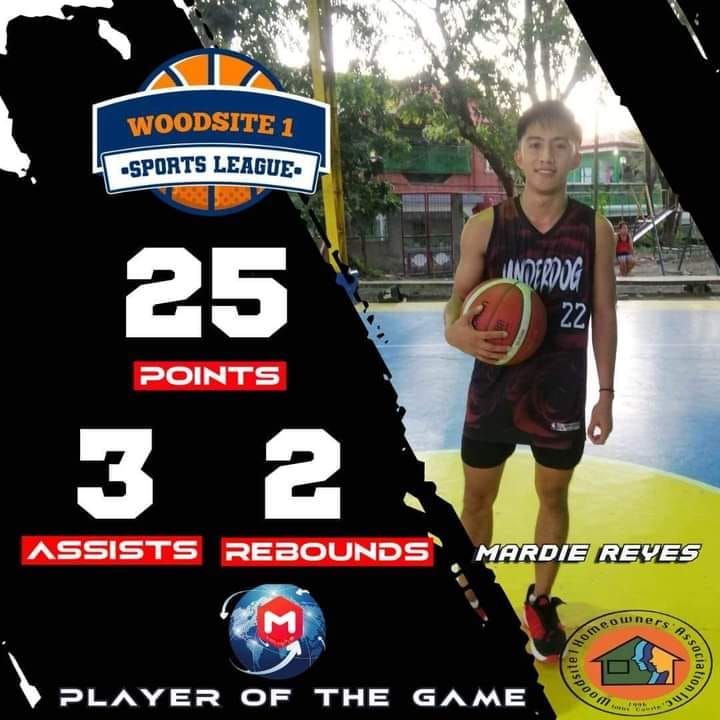 WOODSITE 1
•SPORTS LEAGUE•
25
POINTS
3
ASSISTS
2
REBOUNDS
UNDERDOG
22
MARDIE REYES
M
PLAYER OF THE GAME
Woodsite 1 Homeowners' Association Inc.
1996